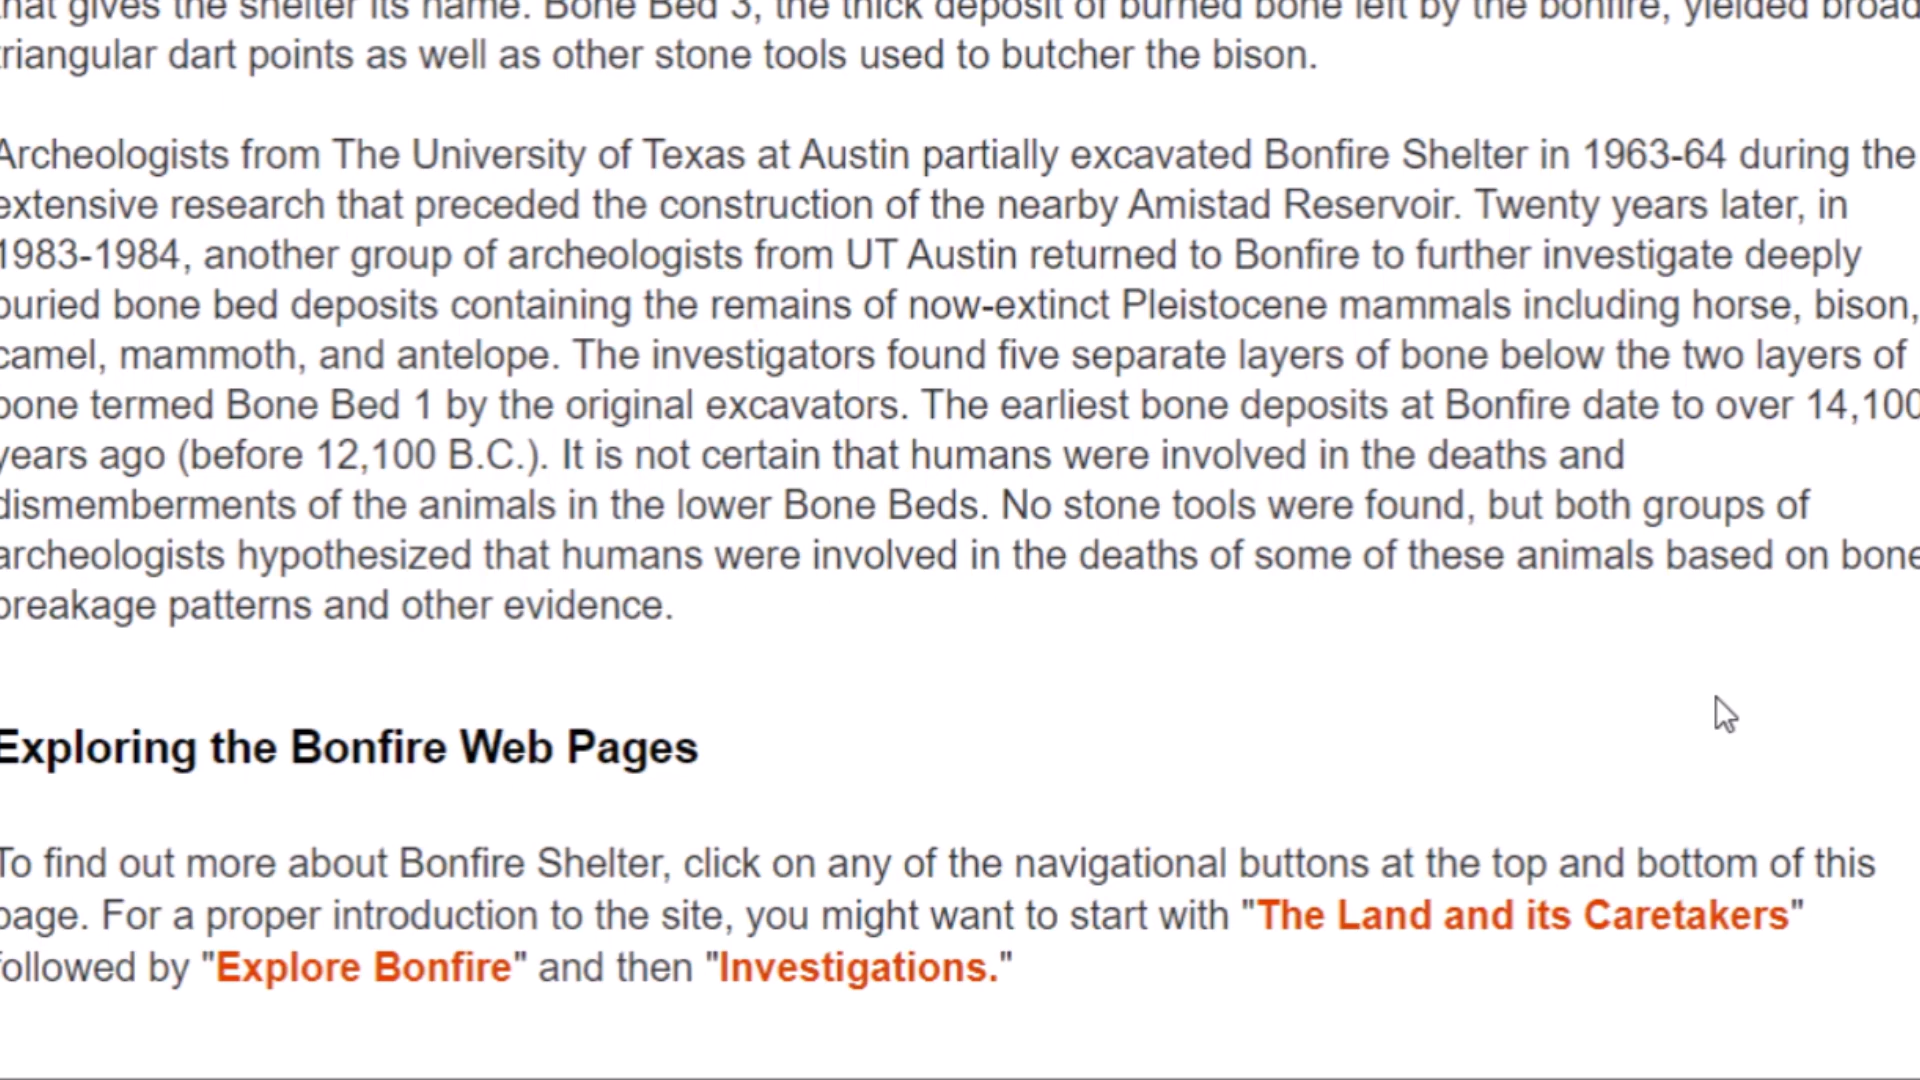 that gives the shelter its name. Bone Bed 3, the thick deposit of burned bone left by the bonfire, yielded broad
triangular dart points as well as other stone tools used to butcher the bison.
Archeologists from The University of Texas at Austin partially excavated Bonfire Shelter in 1963-64 during the
extensive research that preceded the construction of the nearby Amistad Reservoir. Twenty years later, in
1983-1984, another group of archeologists from UT Austin returned to Bonfire to further investigate deeply
buried bone bed deposits containing the remains of now-extinct Pleistocene mammals including horse, bison,
camel, mammoth, and antelope. The investigators found five separate layers of bone below the two layers of
bone termed Bone Bed 1 by the original excavators. The earliest bone deposits at Bonfire date to over 14,100
years ago (before 12,100 B.C.). It is not certain that humans were involved in the deaths and
dismemberments of the animals in the lower Bone Beds. No stone tools were found, but both groups of
archeologists hypothesized that humans were involved in the deaths of some of these animals based on bone
breakage patterns and other evidence.
Exploring the Bonfire Web Pages
To find out more about Bonfire Shelter, click on any of the navigational buttons at the top and bottom of this
page. For a proper introduction to the site, you might want to start with "The Land and its Caretakers"
followed by "Explore Bonfire" and then "Investigations."